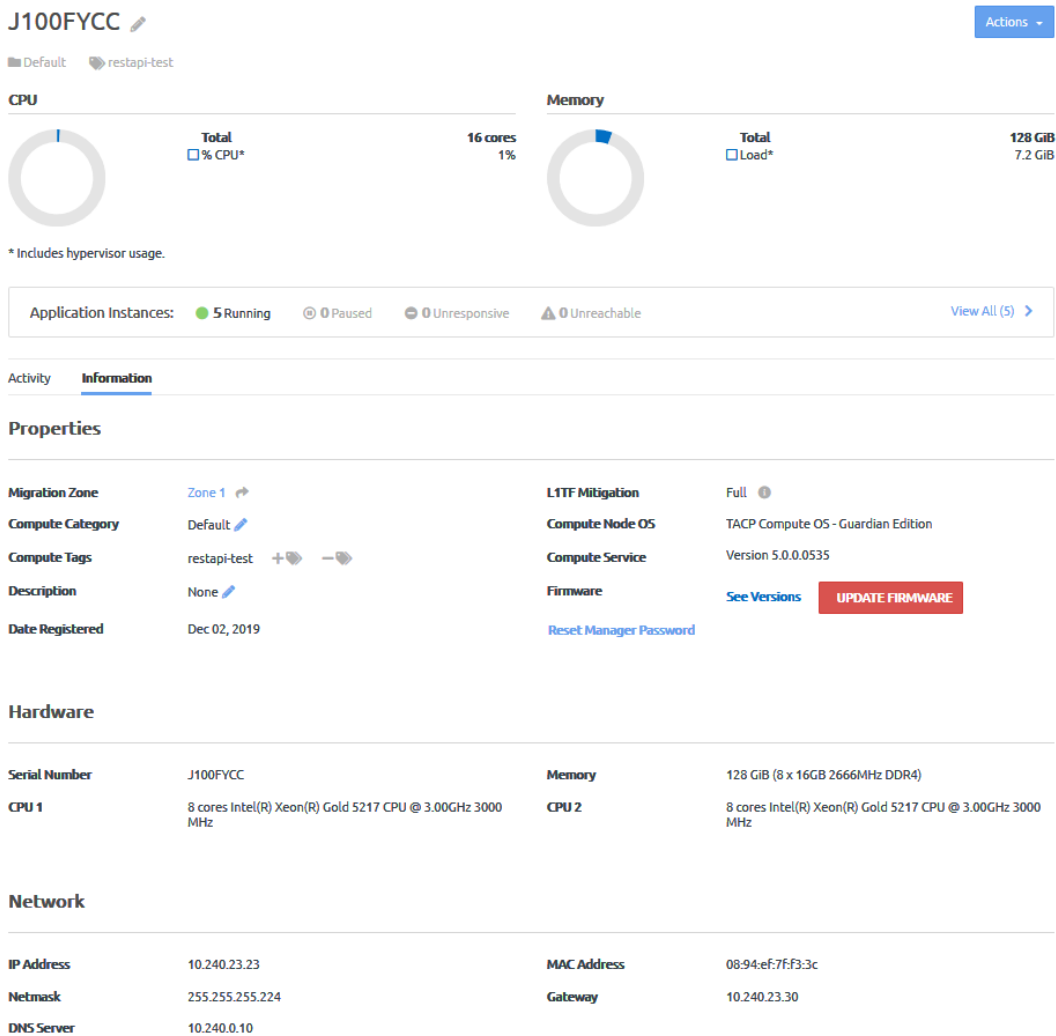 J100FYCC
Actions
Default restapi-test
CPU
Total 16 cores
% CPU* 1%
Memory
Total 128 GiB
Load* 7.2 GiB
* Includes hypervisor usage.
Application Instances: 5 Running 0 Paused 0 Unresponsive 0 Unreachable View All (5)
Activity Information
Properties
Migration Zone Zone 1
L1TF Mitigation Full
Compute Category Default
Compute Node OS TACP Compute OS - Guardian Edition
Compute Tags restapi-test
Compute Service Version 5.0.0.0535
Description None
Firmware See Versions UPDATE FIRMWARE
Date Registered Dec 02, 2019
Reset Manager Password
Hardware
Serial Number J100FYCC
Memory 128 GiB (8 x 16GB 2666MHz DDR4)
CPU 1 8 cores Intel(R) Xeon(R) Gold 5217 CPU @ 3.00GHz 3000
MHz
CPU 2 8 cores Intel(R) Xeon(R) Gold 5217 CPU @ 3.00GHz 3000
MHz
Network
IP Address 10.240.23.23
MAC Address 08:94:ef:7f:f3:3c
Netmask 255.255.255.224
Gateway 10.240.23.30
DNS Server 10.240.0.10